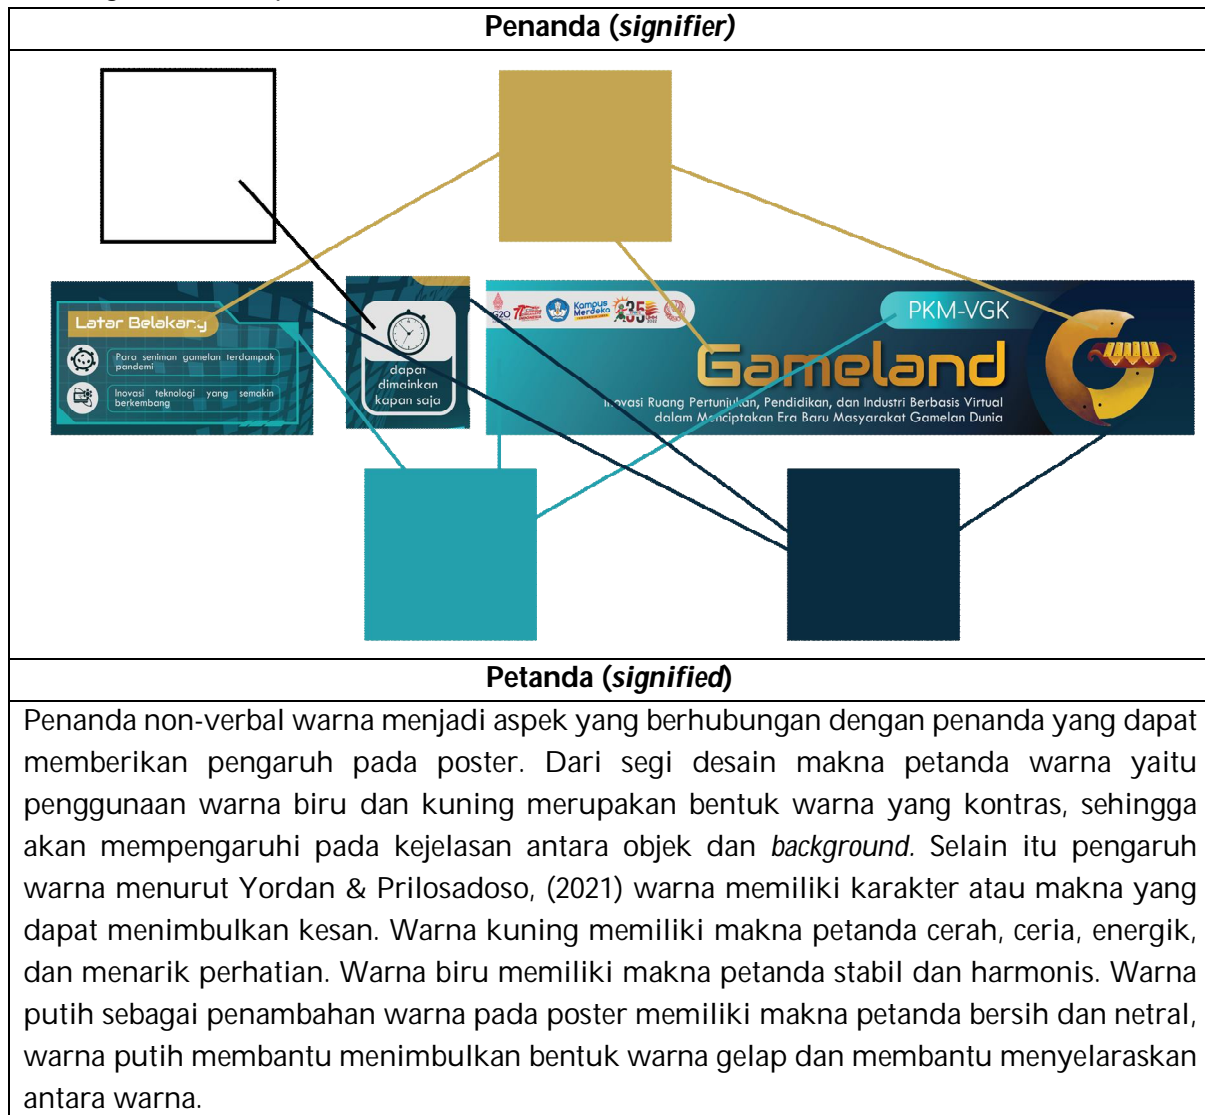 Penanda (signifier)
Latar Belakang
Para seniman gamelan terdampak
pandemi
Inovasi teknologi yang semakin
berkembang
dapat
dimainkan
kapan saja
G20
Kampus
Merdeka
35
PKM-VGK
Gameland
Inovasi Ruang Pertunjukan, Pendidikan, dan Industri Berbasis Virtual
dalam Menciptakan Era Baru Masyarakat Gamelan Dunia
Petanda (signified)
Penanda non-verbal warna menjadi aspek yang berhubungan dengan penanda yang dapat
memberikan pengaruh pada poster. Dari segi desain makna petanda warna yaitu
penggunaan warna biru dan kuning merupakan bentuk warna yang kontras, sehingga
akan mempengaruhi pada kejelasan antara objek dan background. Selain itu pengaruh
warna menurut Yordan & Prilosadoso, (2021) warna memiliki karakter atau makna yang
dapat menimbulkan kesan. Warna kuning memiliki makna petanda cerah, ceria, energik,
dan menarik perhatian. Warna biru memiliki makna petanda stabil dan harmonis. Warna
putih sebagai penambahan warna pada poster memiliki makna petanda bersih dan netral,
warna putih membantu menimbulkan bentuk warna gelap dan membantu menyelaraskan
antara warna.